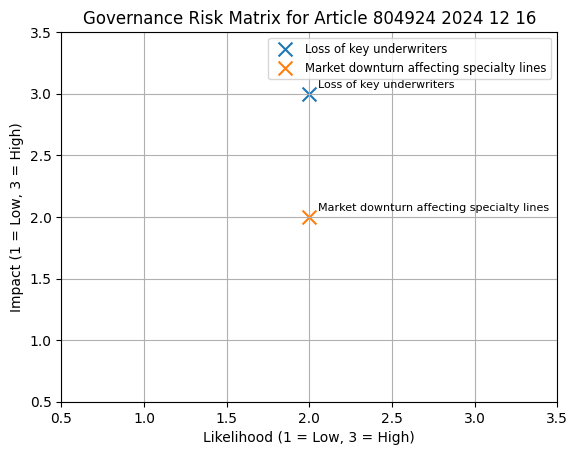 Governance Risk Matrix for Article 804924 2024 12 16
Impact (1 = Low, 3 = High)
3.5
3.0
2.5
2.0
1.5
1.0
0.5
Loss of key underwriters
Market downturn affecting specialty lines
Loss of key underwriters
Market downturn affecting specialty lines
0.5 1.0 1.5 2.0 2.5 3.0 3.5
Likelihood (1 = Low, 3 = High)